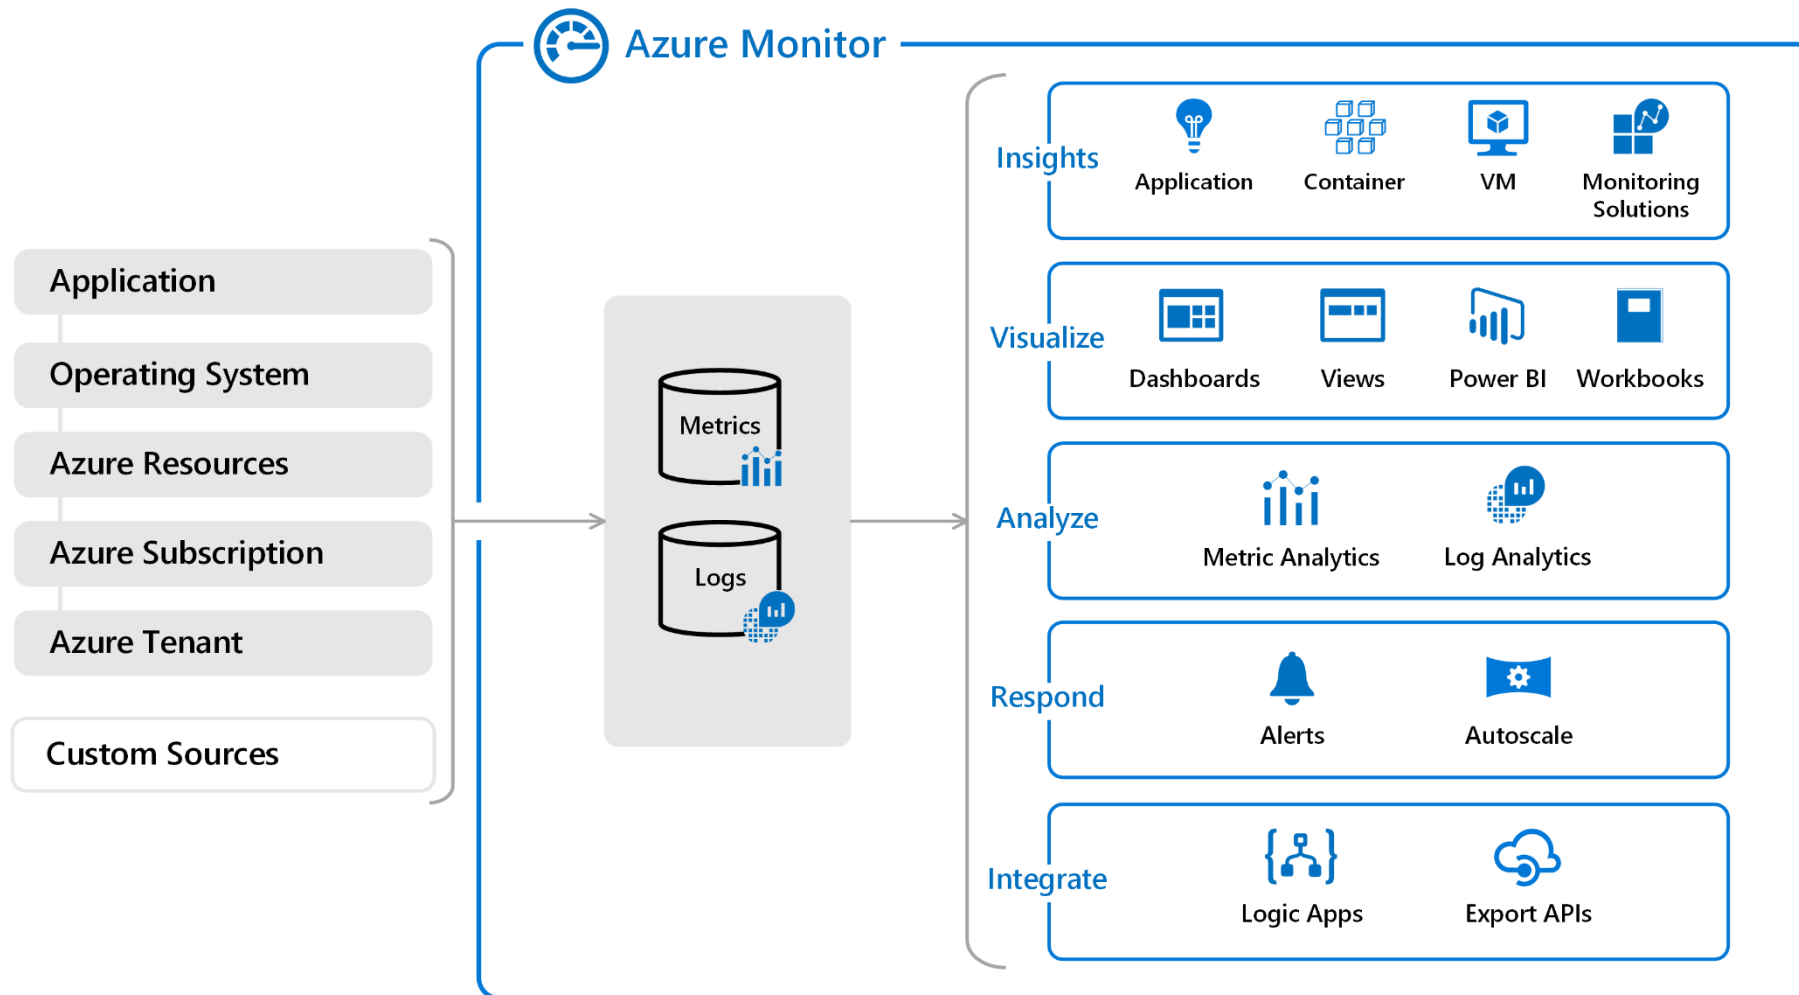 Azure Monitor
Application
Operating System
Azure Resources
Azure Subscription
Azure Tenant
Custom Sources
Metrics
Logs
Insights
Application
Container
VM
Monitoring
Solutions
Visualize
Dashboards
Views
Power BI
Workbooks
Analyze
Metric Analytics
Log Analytics
Respond
Alerts
Autoscale
Integrate
Logic Apps
Export APIs